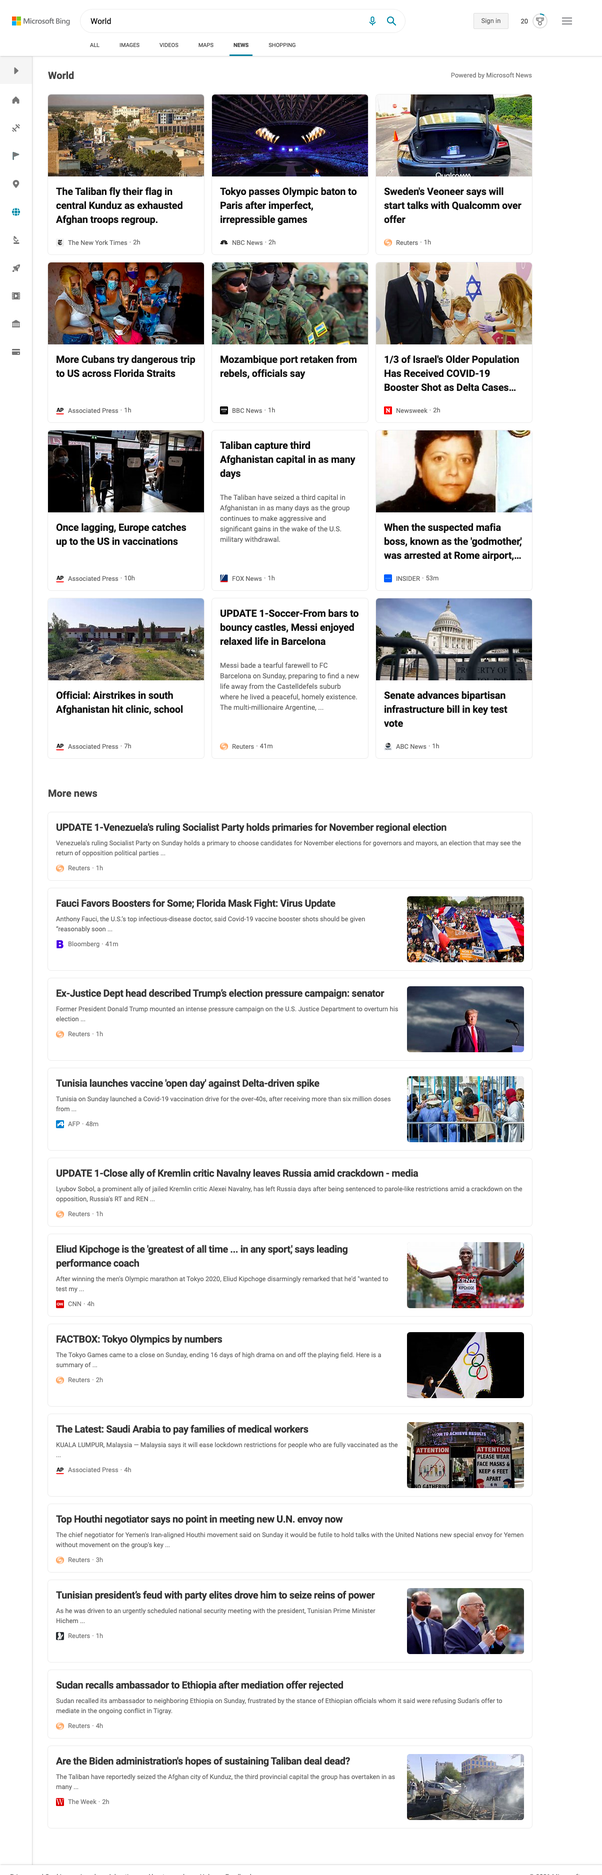 Microsoft Bing
World
Sign in
20
ALL IMAGES VIDEOS MAPS NEWS SHOPPING
World
Powered by Microsoft News
Qualcomm
The Taliban fly their flag in
central Kunduz as exhausted
Afghan troops regroup.
The New York Times · 2h
Tokyo passes Olympic baton to
Paris after imperfect,
irrepressible games
NBC News · 2h
Sweden's Veoneer says will
start talks with Qualcomm over
offer
Reuters · 1h
More Cubans try dangerous trip
to US across Florida Straits
AP Associated Press · 1h
Mozambique port retaken from
rebels, officials say
BBC News · 1h
1/3 of Israel's Older Population
Has Received COVID-19
Booster Shot as Delta Cases...
N Newsweek · 2h
Once lagging, Europe catches
up to the US in vaccinations
AP Associated Press · 10h
Taliban capture third
Afghanistan capital in as many
days
The Taliban have seized a third capital in
Afghanistan in as many days as the group
continues to make aggressive and
significant gains in the wake of the U.S.
military withdrawal.
FOX News · 1h
When the suspected mafia
boss, known as the 'godmother,'
was arrested at Rome airport,...
INSIDER · 53m
Official: Airstrikes in south
Afghanistan hit clinic, school
AP Associated Press · 7h
UPDATE 1-Soccer-From bars to
bouncy castles, Messi enjoyed
relaxed life in Barcelona
Messi bade a tearful farewell to FC
Barcelona on Sunday, preparing to find a new
life away from the Castelldefels suburb
where he lived a peaceful, homely existence.
The multi-millionaire Argentine, ...
Reuters · 41m
Senate advances bipartisan
infrastructure bill in key test
vote
ABC News · 1h
More news
UPDATE 1-Venezuela's ruling Socialist Party holds primaries for November regional election
Venezuela's ruling Socialist Party on Sunday holds a primary to choose candidates for November elections for governors and mayors, an election that may see the
return of opposition political parties ...
Reuters · 1h
Fauci Favors Boosters for Some; Florida Mask Fight: Virus Update
Anthony Fauci, the U.S.'s top infectious-disease doctor, said Covid-19 vaccine booster shots should be given
"reasonably soon ...
B Bloomberg · 41m
Ex-Justice Dept head described Trump's election pressure campaign: senator
Former President Donald Trump mounted an intense pressure campaign on the U.S. Justice Department to overturn his
election ...
Reuters · 1h
Tunisia launches vaccine 'open day' against Delta-driven spike
Tunisia on Sunday launched a Covid-19 vaccination drive for the over-40s, after receiving more than six million doses
from ...
AFP · 48m
UPDATE 1-Close ally of Kremlin critic Navalny leaves Russia amid crackdown - media
Lyubov Sobol, a prominent ally of jailed Kremlin critic Alexei Navalny, has left Russia days after being sentenced to parole-like restrictions amid a crackdown on the
opposition, Russia's RT and REN ...
Reuters · 1h
Eliud Kipchoge is the 'greatest of all time ... in any sport,' says leading
performance coach
After winning the men's Olympic marathon at Tokyo 2020, Eliud Kipchoge disarmingly remarked that he'd "wanted to
test my ...
CNN · 4h
KIPCHOGE
FACTBOX: Tokyo Olympics by numbers
The Tokyo Games came to a close on Sunday, ending 16 days of high drama on and off the playing field. Here is a
summary of ...
Reuters · 2h
The Latest: Saudi Arabia to pay families of medical workers
KUALA LUMPUR, Malaysia — Malaysia says it will ease lockdown restrictions for people who are fully vaccinated as the
...
AP Associated Press · 4h
ATTENTION
NO GATHERING
ATTENTION
PLEASE WEAR
FACE MASKS &
KEEP 6 FEET
APART
Top Houthi negotiator says no point in meeting new U.N. envoy now
The chief negotiator for Yemen's Iran-aligned Houthi movement said on Sunday it would be futile to hold talks with the United Nations new special envoy for Yemen
without movement on the group's key ...
Reuters · 3h
Tunisian president's feud with party elites drove him to seize reins of power
As he was driven to an urgently scheduled national security meeting with the president, Tunisian Prime Minister
Hichem ...
Reuters · 1h
Sudan recalls ambassador to Ethiopia after mediation offer rejected
Sudan recalled its ambassador to neighboring Ethiopia on Sunday, frustrated by the stance of Ethiopian officials whom it said were refusing Sudan's offer to
mediate in the ongoing conflict in Tigray.
Reuters · 4h
Are the Biden administration's hopes of sustaining Taliban deal dead?
The Taliban have reportedly seized the Afghan city of Kunduz, the third provincial capital the group has overtaken in as
many ...
W The Week · 2h